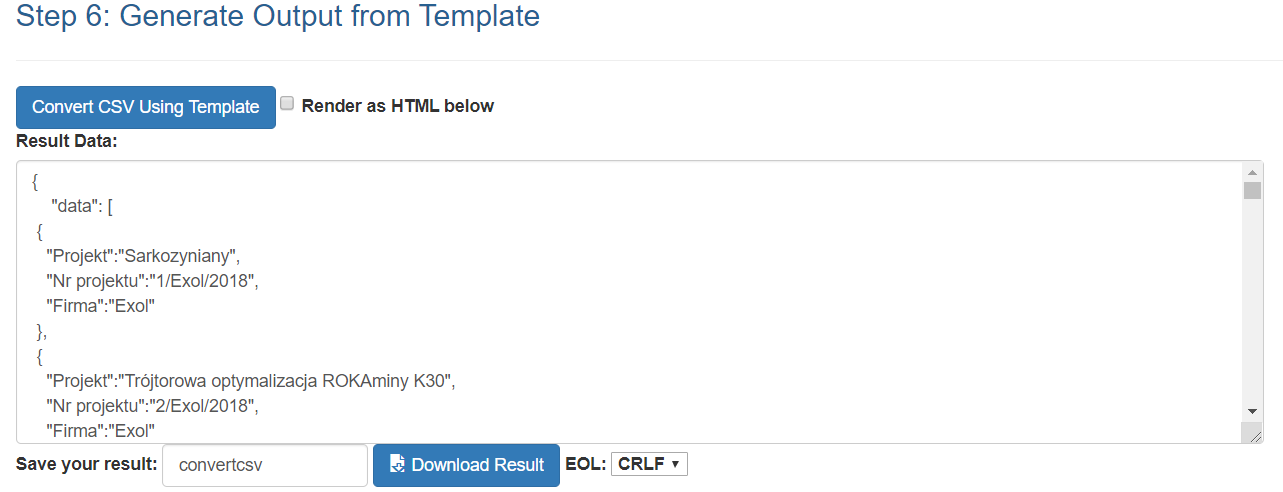 Step 6: Generate Output from Template
Convert CSV Using Template Render as HTML below
Result Data:
{
"data": [
{
"Projekt":"Sarkozyniany",
"Nr projektu":"1/Exol/2018",
"Firma":"Exol"
},
{
"Projekt":"Trójtorowa optymalizacja ROKAminy K30",
"Nr projektu":"2/Exol/2018",
"Firma":"Exol"
Save your result: convertcsv Download Result EOL: CRLF